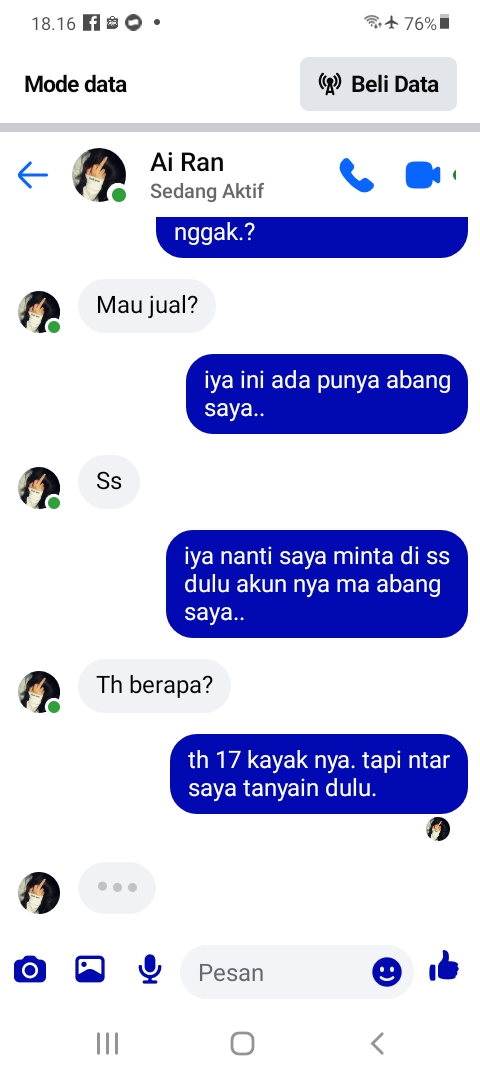 18.16
76%
Mode data
Beli Data
Ai Ran
Sedang Aktif
nggak.?
Mau jual?
iya ini ada punya abang
saya..
Ss
iya nanti saya minta di ss
dulu akun nya ma abang
saya..
Th berapa?
th 17 kayak nya. tapi ntar
saya tanyain dulu.
Pesan